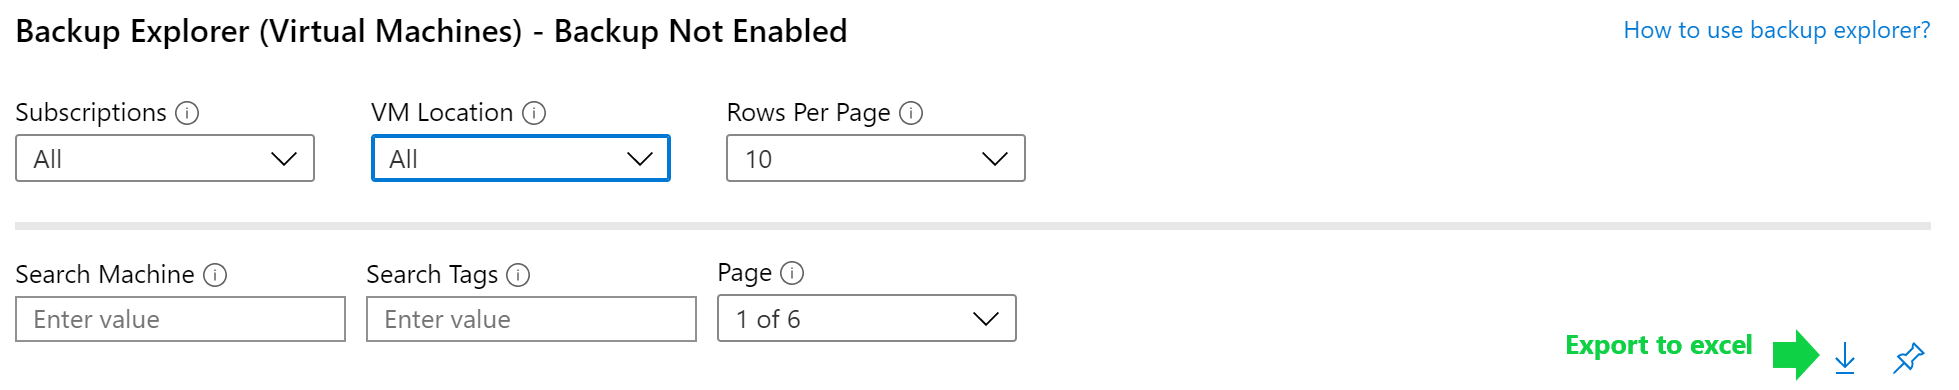 Backup Explorer (Virtual Machines) - Backup Not Enabled
How to use backup explorer?
Subscriptions
VM Location
Rows Per Page
All
All
10
Search Machine
Search Tags
Page
Enter value
Enter value
1 of 6
Export to excel